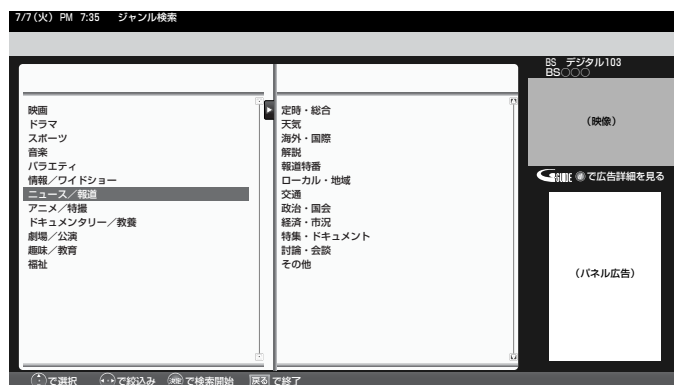 7/7(火) PM 7:35 ジャンル検索
BS デジタル103
BS○○○
映画
ドラマ
スポーツ
音楽
バラエティ
情報／ワイドショー
ニュース／報道
アニメ／特撮
ドキュメンタリー／教養
劇場／公演
趣味／教育
福祉
定時・総合
天気
海外・国際
解説
報道特番
ローカル・地域
交通
政治・国会
経済・市況
特集・ドキュメント
討論・会談
その他
（映像）
GGUIDE で広告詳細を見る
（パネル広告）
で選択 で絞込み 決定で検索開始 戻るで終了